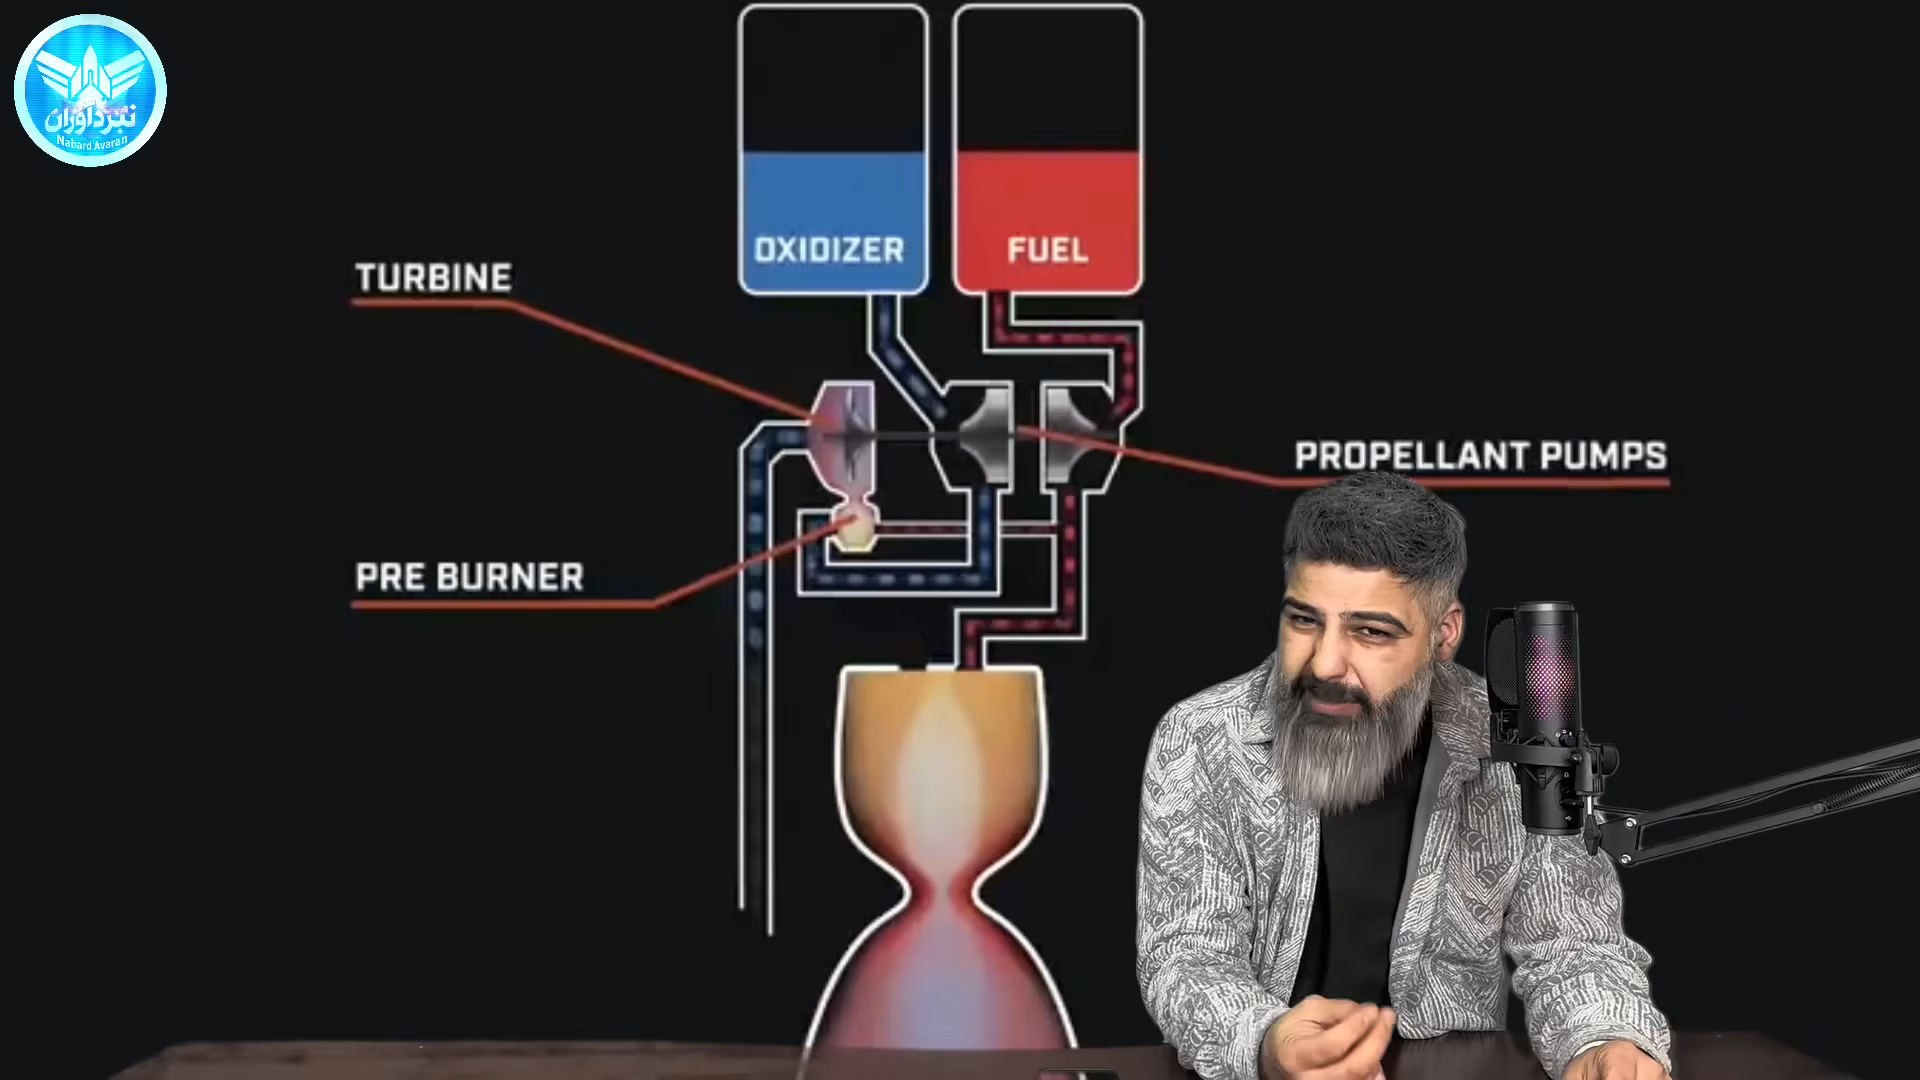 نبردآوران
Nabard Avaran
OXIDIZER
FUEL
TURBINE
PROPELLANT PUMPS
PRE BURNER